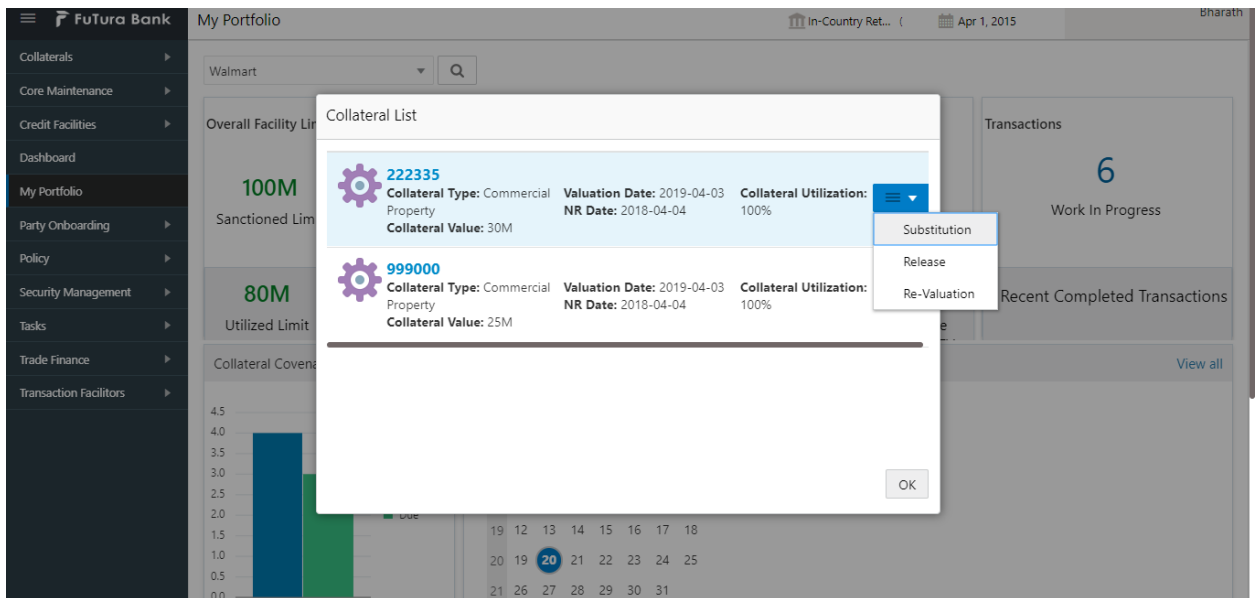 FuTura Bank
My Portfolio
In-Country Ret... (
Apr 1, 2015
Bharath
Collaterals
Core Maintenance
Credit Facilities
Dashboard
My Portfolio
Party Onboarding
Policy
Security Management
Tasks
Trade Finance
Transaction Facilitors
Walmart
Overall Facility Lir
100M
Sanctioned Lim
80M
Utilized Limit
Transactions
6
Work In Progress
Recent Completed Transactions
Collateral List
222335
Collateral Type: Commercial Property
Collateral Value: 30M
Valuation Date: 2019-04-03
NR Date: 2018-04-04
Collateral Utilization: 100%
Substitution
Release
Re-Valuation
999000
Collateral Type: Commercial Property
Collateral Value: 25M
Valuation Date: 2019-04-03
NR Date: 2018-04-04
Collateral Utilization: 100%
OK
Collateral Covena
View all
4.5
4.0
3.5
3.0
2.5
2.0
1.5
1.0
0.5
0.0
Due
19 12 13 14 15 16 17 18
20 19 20 21 22 23 24 25
21 26 27 28 29 30 31